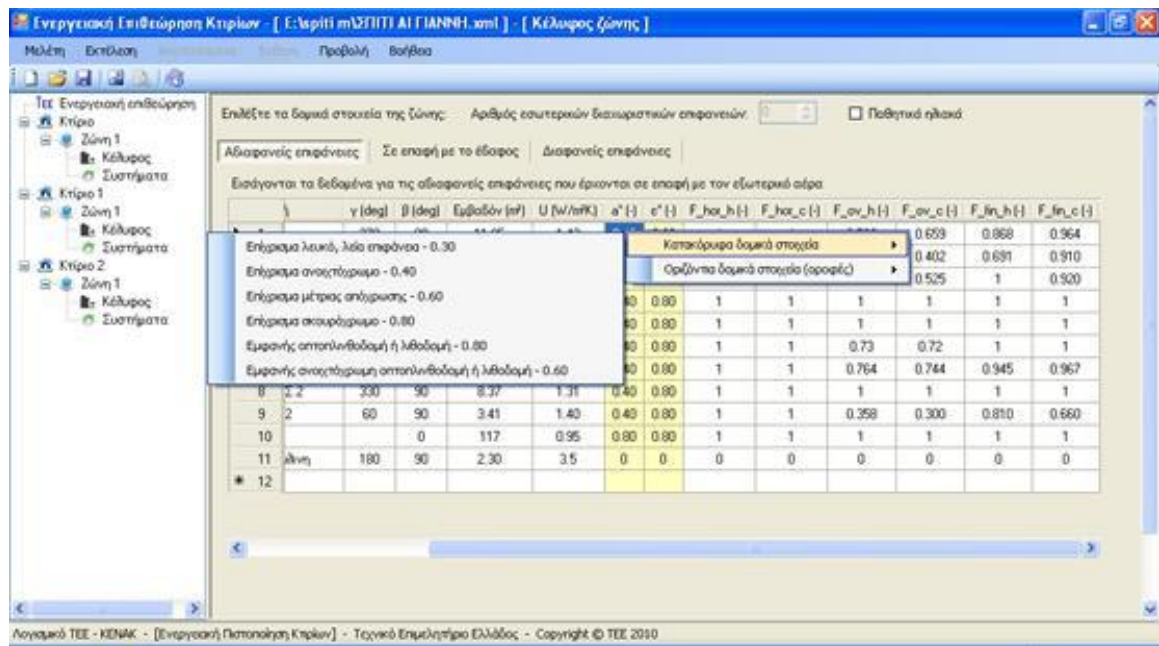 Ενεργειακή Επιθεώρηση Κτιρίων - [ E:\spiti m\ΣΠΙΤΙ ΑΙ ΓΙΑΝΝΗ.xml ] - [ Κέλυφος ζώνης ]
Μελέτη Εκτέλεση Προβολή Βοήθεια
ΤΕΕ Ενεργειακή επιθεώρηση
Κτίριο
Ζώνη 1
Κέλυφος
Συστήματα
Κτίριο 1
Ζώνη 1
Κέλυφος
Συστήματα
Κτίριο 2
Ζώνη 1
Κέλυφος
Συστήματα
Επιλέξτε τα δομικά στοιχεία της ζώνης: Αριθμός εσωτερικών διαχωριστικών επιφανειών: 0 Παθητικά ηλιακά
Αδιαφανείς επιφάνειες Σε επαφή με το έδαφος Διαφανείς επιφάνειες
Εισάγονται τα δεδομένα για τις αδιαφανείς επιφάνειες που έρχονται σε επαφή με τον εξωτερικό αέρα
γ (deg) β (deg) Εμβαδόν (m²) U (W/m²K) α* (-) ε* (-) F_hor_h (-) F_hor_c (-) F_ov_h (-) F_ov_c (-) F_fin_h (-) F_fin_c (-)
0.659 0.868 0.964
0.402 0.691 0.910
0.525 1 0.920
Κατακόρυφα δομικά στοιχεία
Οριζόντια δομικά στοιχεία (οροφές)
Επίχρισμα λευκό, λεία επιφάνεια - 0.30
Επίχρισμα ανοιχτόχρωμο - 0.40
Επίχρισμα μέτριας απόχρωσης - 0.60
Επίχρισμα σκουρόχρωμο - 0.80
Εμφανής οπτοπλινθοδομή ή λιθοδομή - 0.80
Εμφανής ανοιχτόχρωμη οπτοπλινθοδομή ή λιθοδομή - 0.60
40 0.80 1 1 1 1 1 1
40 0.80 1 1 1 1 1 1
40 0.80 1 1 0.73 0.72 1 1
40 0.80 1 1 0.764 0.744 0.945 0.967
8 Σ 2 330 90 8.37 1.31 0.40 0.80 1 1 1 1 1 1
9 2 60 90 3.41 1.40 0.40 0.80 1 1 0.358 0.300 0.810 0.660
10 0 117 0.95 0.80 0.80 1 1 1 1 1 1
11 λινη 180 90 2.30 3.5 0 0 0 0 0 0 0 0
* 12
Λογισμικό ΤΕΕ - ΚΕΝΑΚ - [Ενεργειακή Πιστοποίηση Κτιρίων] - Τεχνικό Επιμελητήριο Ελλάδος - Copyright © ΤΕΕ 2010